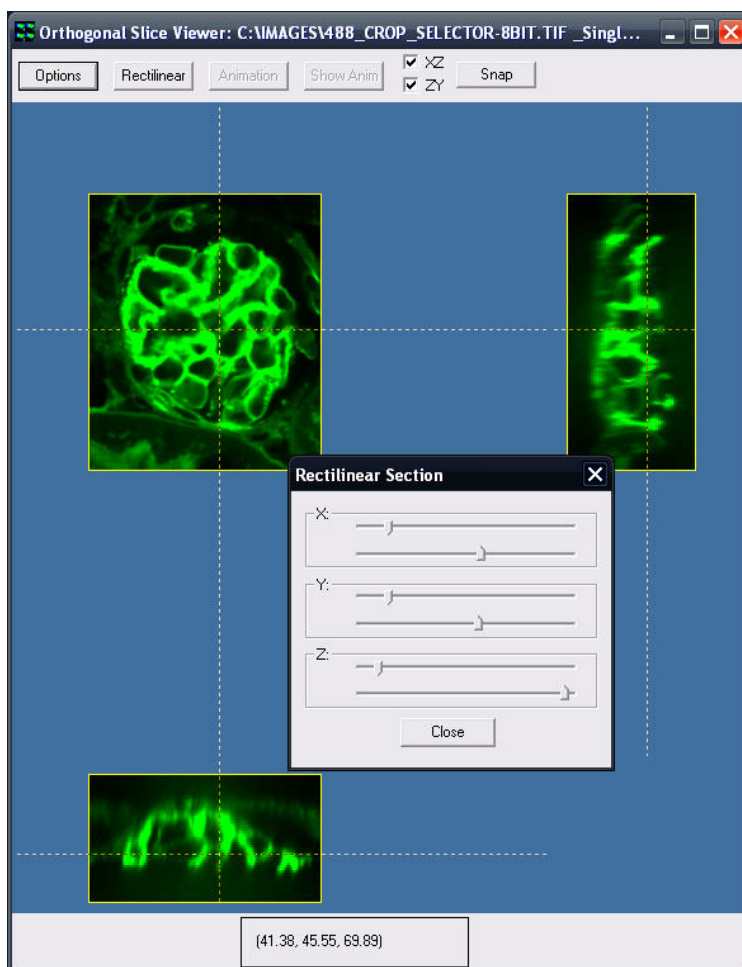 Orthogonal Slice Viewer: C:\IMAGES\488_CROP_SELECTOR-8BIT.TIF _Singl...
Options Rectilinear Animation Show Anim XZ Snap
ZY
Rectilinear Section
X:
Y:
Z:
Close
(41.38, 45.55, 69.89)